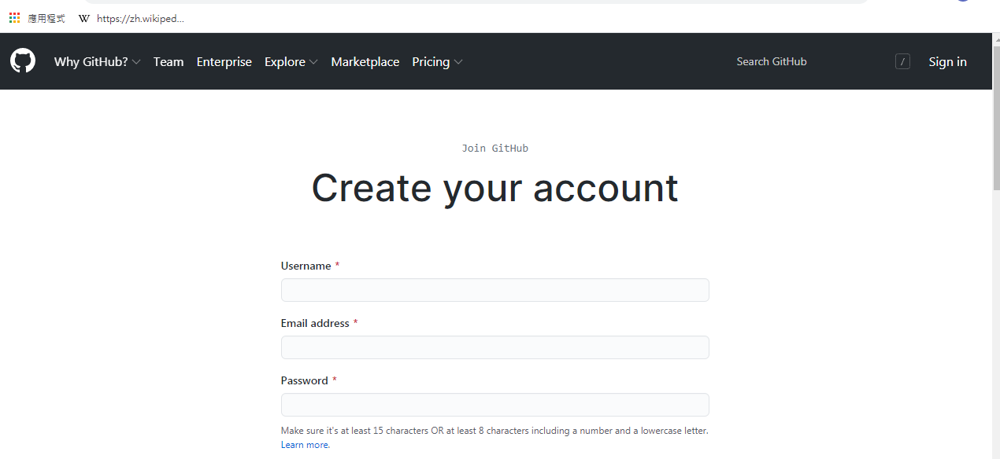 應用程式 W https://zh.wikiped...
Why GitHub? Team Enterprise Explore Marketplace Pricing Search GitHub / Sign in
Join GitHub
Create your account
Username *
Email address *
Password *
Make sure it's at least 15 characters OR at least 8 characters including a number and a lowercase letter.
Learn more.